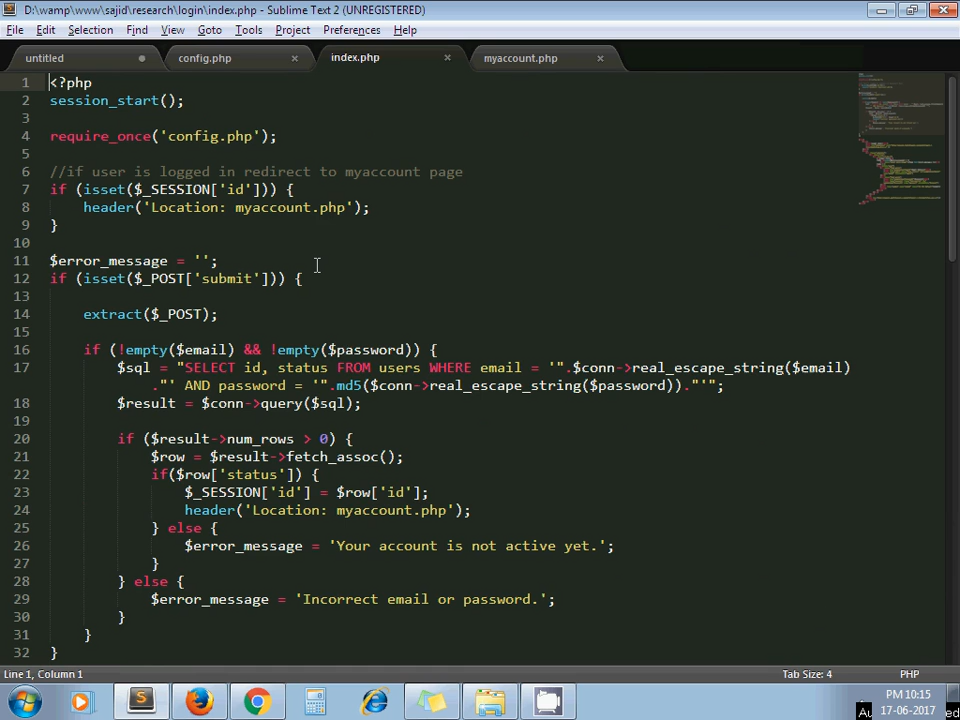 D:\wamp\www\sajid\research\login\index.php - Sublime Text 2 (UNREGISTERED)
File Edit Selection Find View Goto Tools Project Preferences Help
untitled config.php index.php myaccount.php
1 <?php
2 session_start();
3
4 require_once('config.php');
5
6 //if user is logged in redirect to myaccount page
7 if (isset($_SESSION['id'])) {
8 header('Location: myaccount.php');
9 }
10
11 $error_message = '';
12 if (isset($_POST['submit'])) {
13
14 extract($_POST);
15
16 if (!empty($email) && !empty($password)) {
17 $sql = "SELECT id, status FROM users WHERE email = '".$conn->real_escape_string($email)
."' AND password = '".md5($conn->real_escape_string($password))."'";
18 $result = $conn->query($sql);
19
20 if ($result->num_rows > 0) {
21 $row = $result->fetch_assoc();
22 if($row['status']) {
23 $_SESSION['id'] = $row['id'];
24 header('Location: myaccount.php');
25 } else {
26 $error_message = 'Your account is not active yet.';
27 }
28 } else {
29 $error_message = 'Incorrect email or password.';
30 }
31 }
32 }
Line 1, Column 1 Tab Size: 4 PHP
PM 10:15
17-06-2017